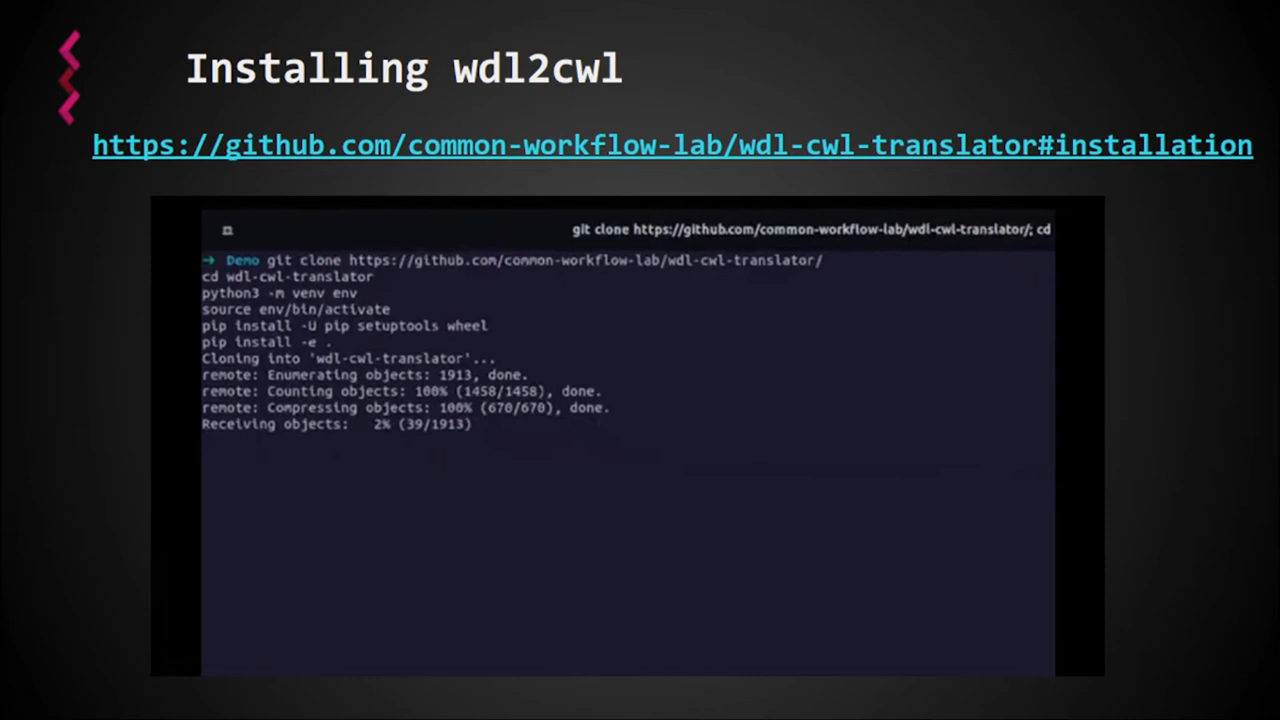 Installing wdl2cwl
https://github.com/common-workflow-lab/wdl-cwl-translator#installation
git clone https://github.com/common-workflow-lab/wdl-cwl-translator/; cd
→ Demo git clone https://github.com/common-workflow-lab/wdl-cwl-translator/
cd wdl-cwl-translator
python3 -m venv env
source env/bin/activate
pip install -U pip setuptools wheel
pip install -e .
Cloning into 'wdl-cwl-translator'...
remote: Enumerating objects: 1913, done.
remote: Counting objects: 100% (1458/1458), done.
remote: Compressing objects: 100% (670/670), done.
Receiving objects:   2% (39/1913)